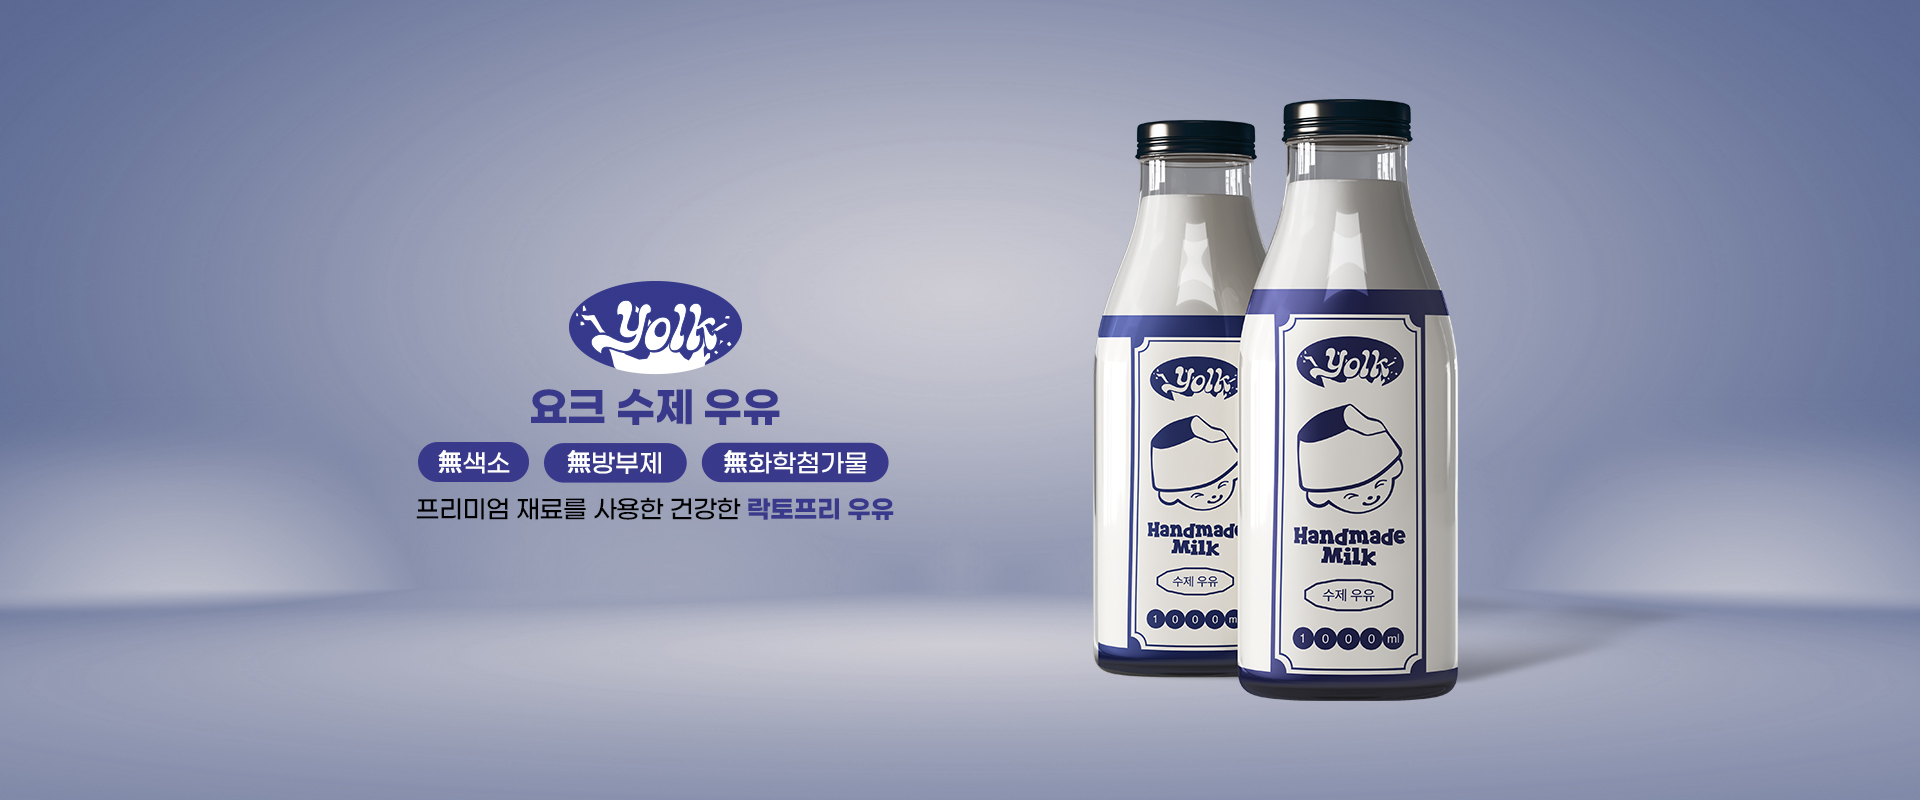 yolk
요크 수제 우유
無색소 無방부제 無화학첨가물
프리미엄 재료를 사용한 건강한 락토프리 우유
yolk
Handmade
Milk
수제 우유
1000m
yolk
Handmade
Milk
수제 우유
1000ml